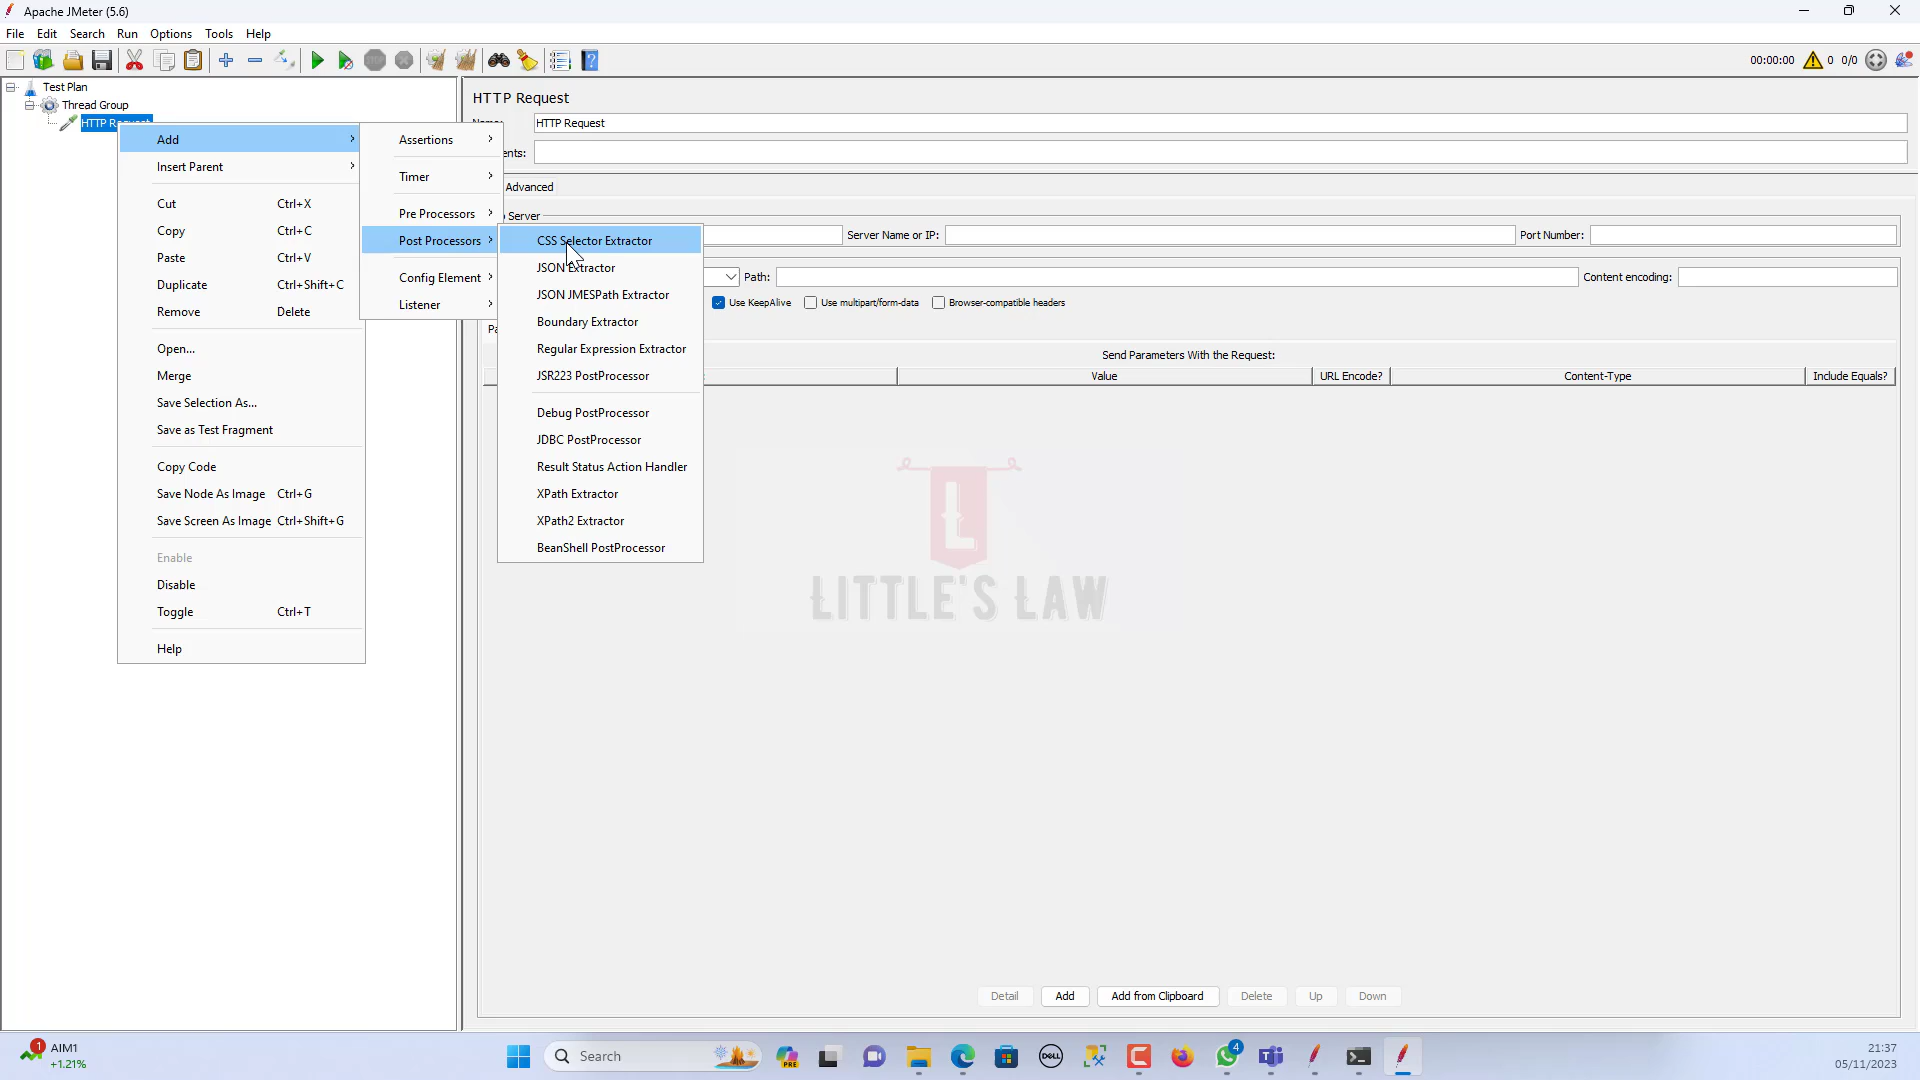 Apache JMeter (5.6)
File Edit Search Run Options Tools Help
00:00:00 0 0/0
Test Plan
Thread Group
HTTP Request
Add
Insert Parent
Cut Ctrl+X
Copy Ctrl+C
Paste Ctrl+V
Duplicate Ctrl+Shift+C
Remove Delete
Open...
Merge
Save Selection As...
Save as Test Fragment
Copy Code
Save Node As Image Ctrl+G
Save Screen As Image Ctrl+Shift+G
Enable
Disable
Toggle Ctrl+T
Help
Assertions
Timer
Pre Processors
Post Processors
Config Element
Listener
CSS Selector Extractor
JSON Extractor
JSON JMESPath Extractor
Boundary Extractor
Regular Expression Extractor
JSR223 PostProcessor
Debug PostProcessor
JDBC PostProcessor
Result Status Action Handler
XPath Extractor
XPath2 Extractor
BeanShell PostProcessor
HTTP Request
HTTP Request
ents:
Advanced
Server
Server Name or IP: Port Number:
Path: Content encoding:
Use KeepAlive Use multipart/form-data Browser-compatible headers
Pa
Send Parameters With the Request:
Value URL Encode? Content-Type Include Equals?
L
LITTLE'S LAW
Detail Add Add from Clipboard Delete Up Down
1
AIM1
+1.21%
Search
PRE
DELL
4
21:37
05/11/2023